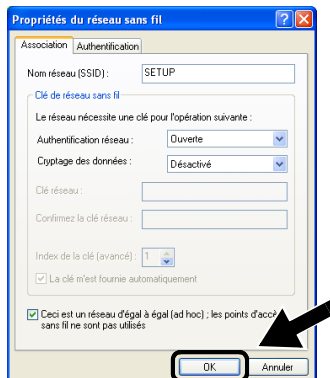 Propriétés du réseau sans fil
Association Authentification
Nom réseau (SSID) : SETUP
Clé de réseau sans fil
Le réseau nécessite une clé pour l'opération suivante :
Authentification réseau : Ouverte
Cryptage des données : Désactivé
Clé réseau :
Confirmez la clé réseau :
Index de la clé (avancé) : 1
La clé m'est fournie automatiquement
Ceci est un réseau d'égal à égal (ad hoc) ; les points d'accès
sans fil ne sont pas utilisés
OK Annuler